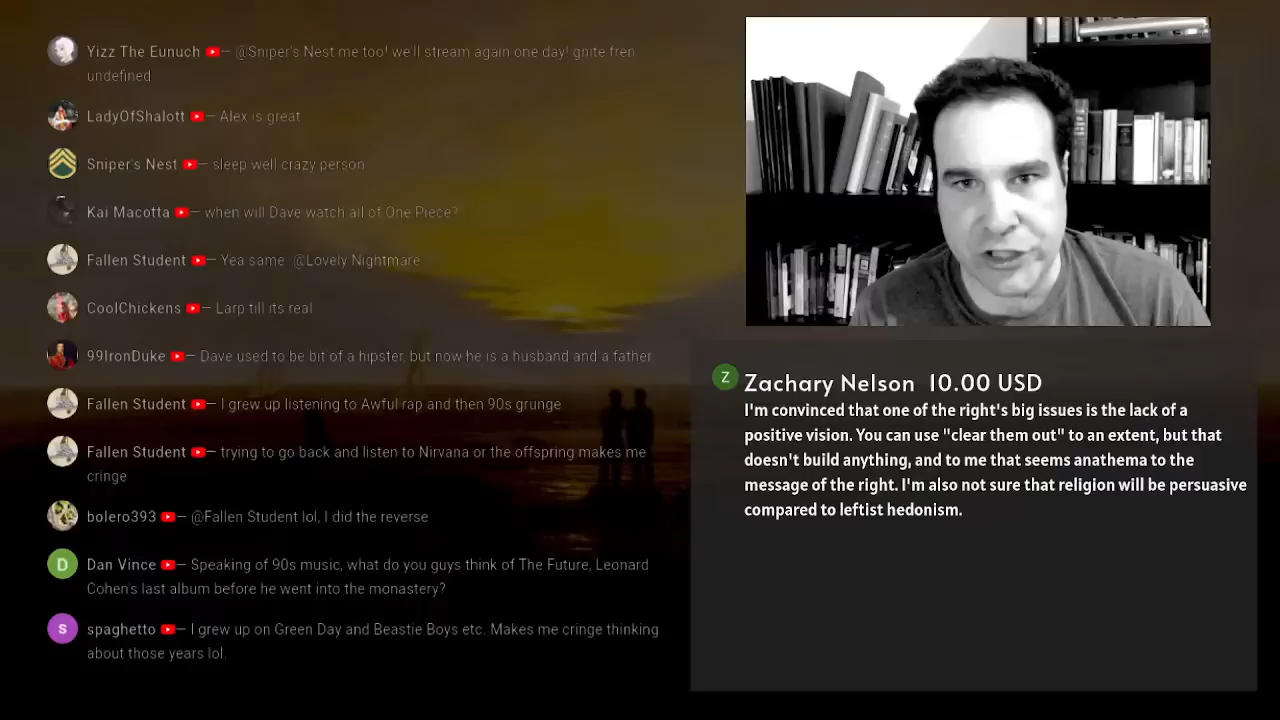 Yizz The Eunuch — @Sniper's Nest me too! we'll stream again one day! gnite fren
undefined
LadyOfShalott — Alex is great
Sniper's Nest — sleep well crazy person
Kai Macotta — when will Dave watch all of One Piece?
Fallen Student — Yea same @Lovely Nightmare
CoolChickens — Larp till its real
99IronDuke — Dave used to be bit of a hipster, but now he is a husband and a father
Fallen Student — I grew up listening to Awful rap and then 90s grunge
Fallen Student — trying to go back and listen to Nirvana or the offspring makes me
cringe
bolero393 — @Fallen Student lol, I did the reverse
D
Dan Vince — Speaking of 90s music, what do you guys think of The Future, Leonard
Cohen's last album before he went into the monastery?
s
spaghetto — I grew up on Green Day and Beastie Boys etc. Makes me cringe thinking
about those years lol.
Z
Zachary Nelson 10.00 USD
I'm convinced that one of the right's big issues is the lack of a
positive vision. You can use "clear them out" to an extent, but that
doesn't build anything, and to me that seems anathema to the
message of the right. I'm also not sure that religion will be persuasive
compared to leftist hedonism.